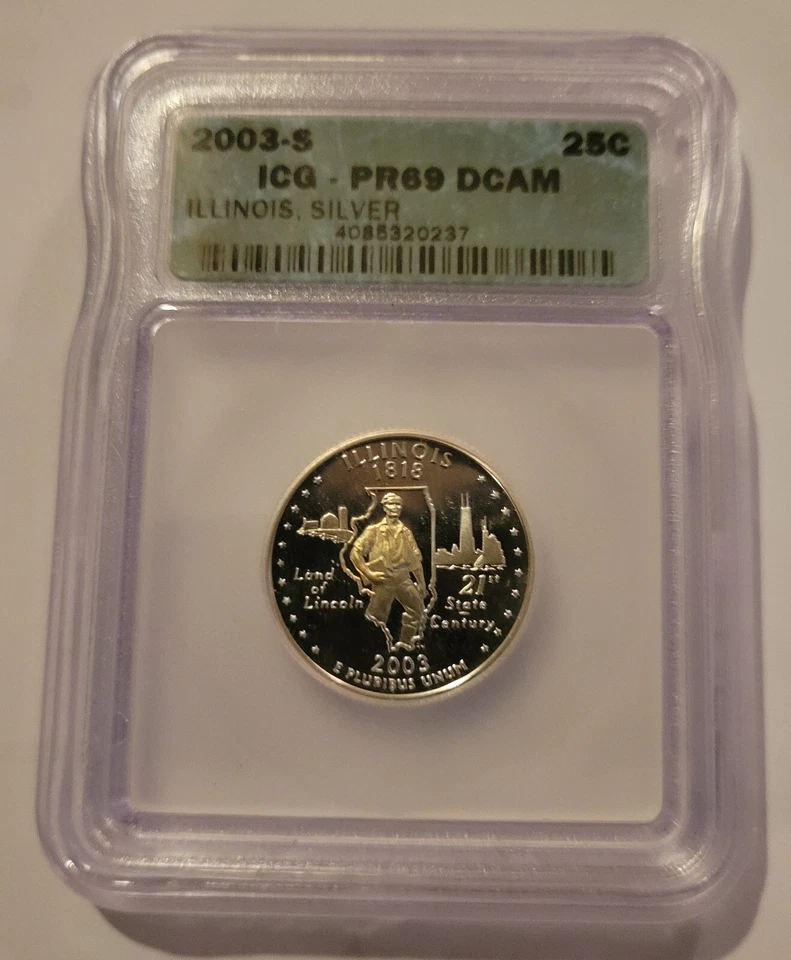 2003-S 25C
ICG - PR69 DCAM
ILLINOIS, SILVER
4085320237
ILLINOIS
1818
Land
of
Lincoln
21st
State
Century
2003
E PLURIBUS UNUM